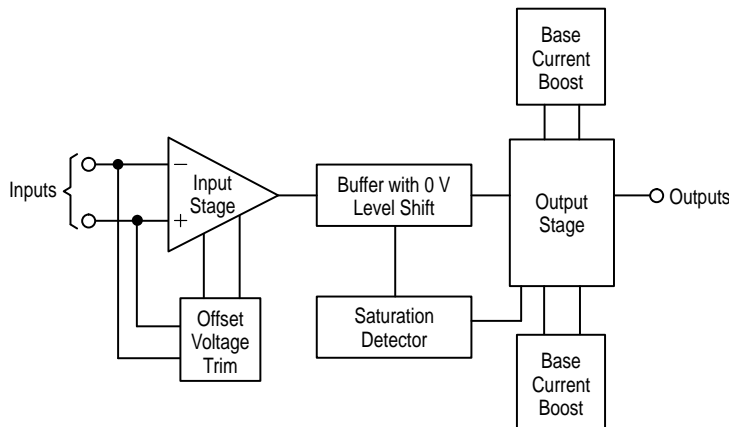 Base
Current
Boost
Inputs
−
+
Input
Stage
Buffer with 0 V
Level Shift
Output
Stage
Outputs
Offset
Voltage
Trim
Saturation
Detector
Base
Current
Boost